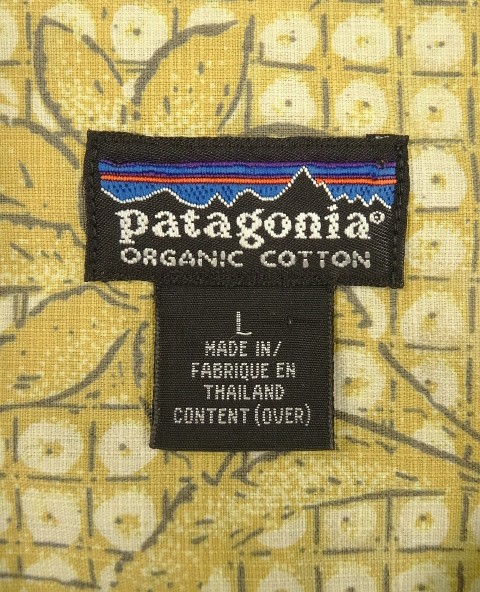 patagonia®
ORGANIC COTTON
L
MADE IN/
FABRIQUE EN
THAILAND
CONTENT (OVER)